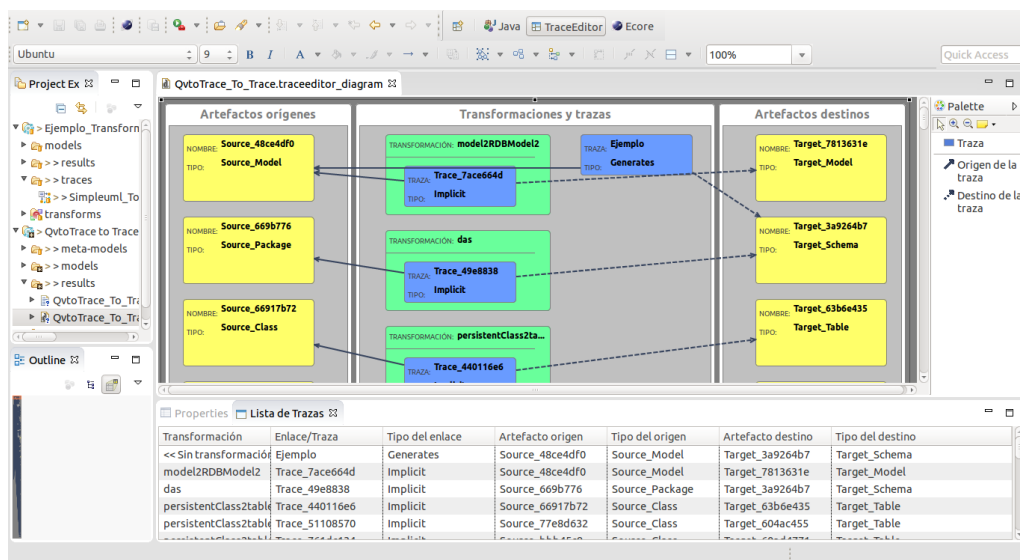 Java TraceEditor Ecore
Ubuntu 9 B I A 100% Quick Access
Project Ex
QvtoTrace_To_Trace.traceeditor_diagram
> Ejemplo_Transforn
models
> > results
> > traces
> > Simpleuml_To
transforms
> QvtoTrace to Trace
> > meta-models
> > models
> > results
QvtoTrace_To_Tra
QvtoTrace_To_Tra
Outline
Artefactos orígenes
NOMBRE: Source_48ce4df0
TIPO: Source_Model
NOMBRE: Source_669b776
TIPO: Source_Package
NOMBRE: Source_66917b72
TIPO: Source_Class
Transformaciones y trazas
TRANSFORMACIÓN: model2RDBModel2
TRAZA: Trace_7ace664d
TIPO: Implicit
TRAZA: Ejemplo
TIPO: Generates
TRANSFORMACIÓN: das
TRAZA: Trace_49e8838
TIPO: Implicit
TRANSFORMACIÓN: persistentClass2ta...
TRAZA: Trace_440116e6
Artefactos destinos
NOMBRE: Target_7813631e
TIPO: Target_Model
NOMBRE: Target_3a9264b7
TIPO: Target_Schema
NOMBRE: Target_63b6e435
TIPO: Target_Table
Palette
Traza
Origen de la
traza
Destino de la
traza
Properties Lista de Trazas
Transformación Enlace/Traza Tipo del enlace Artefacto origen Tipo del origen Artefacto destino Tipo del destino
<< Sin transformación Ejemplo Generates Source_48ce4df0 Source_Model Target_3a9264b7 Target_Schema
model2RDBModel2 Trace_7ace664d Implicit Source_48ce4df0 Source_Model Target_7813631e Target_Model
das Trace_49e8838 Implicit Source_669b776 Source_Package Target_3a9264b7 Target_Schema
persistentClass2table Trace_440116e6 Implicit Source_66917b72 Source_Class Target_63b6e435 Target_Table
persistentClass2table Trace_51108570 Implicit Source_77e8d632 Source_Class Target_604ac455 Target_Table